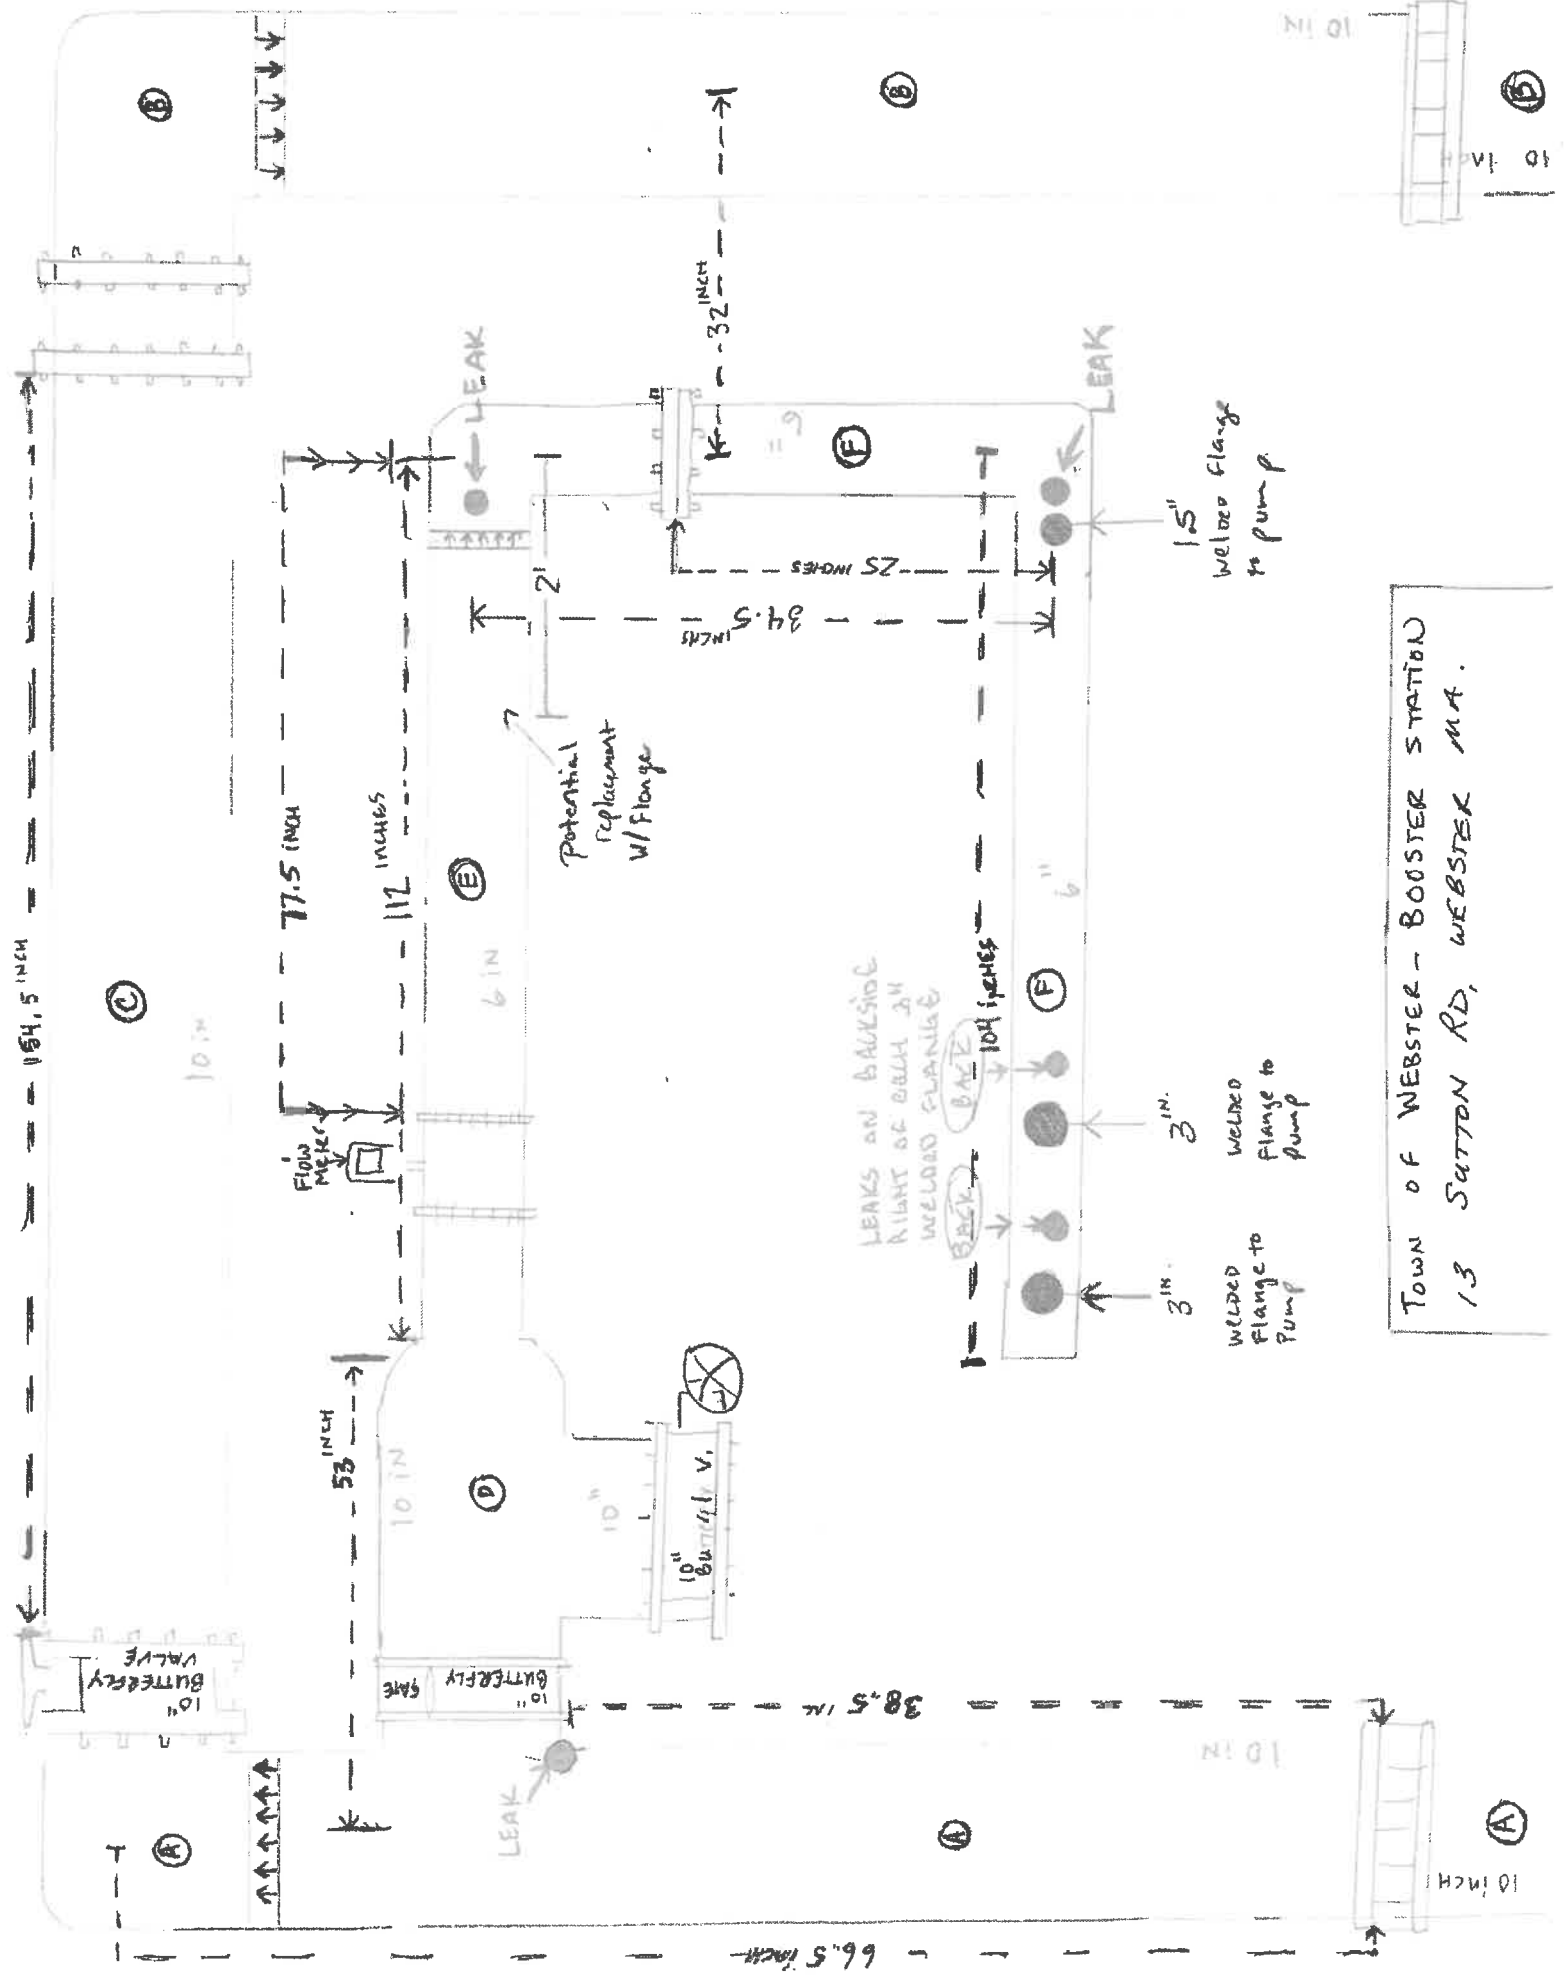 154.5 INCH
C
10 in
10"
BUTTERFLY
VALVE
A
B
77.5 INCH
112 INCHES
FLOW
METER
53 INCH
10 IN
D
10"
10"
Butterfly V.
GATE
10"
BUTTERFLY
LEAK
E
6 IN
LEAK
2'
Potential
replacement
w/ Flange
32 INCH
F
6"
25 INCHES
34.5 INCHES
LEAK
B
LEAKS ON BACKSIDE
RIGHT OF EACH 3"
WELDED FLANGE
BACK
BACK
104 INCHES
F
6"
3 IN.
WELDED
Flange to
Pump
3 IN.
WELDED
Flange to
Pump
welded Flange
to pump
38.5 IN
66.5 inch
A
10 IN
10 inch
A
10 IN
10 in
B
TOWN OF WEBSTER - BOOSTER STATION
13 SUTTON RD, WEBSTER MA.